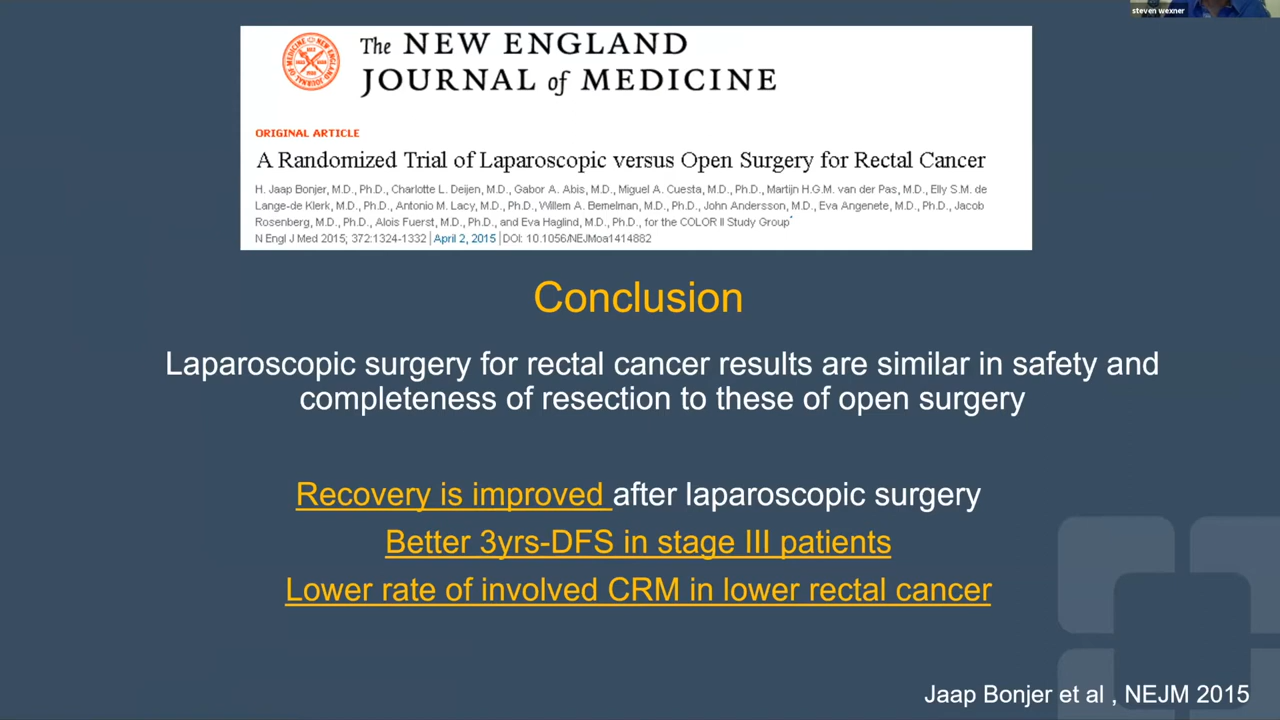 steven wexner
The NEW ENGLAND
JOURNAL of MEDICINE
ORIGINAL ARTICLE
A Randomized Trial of Laparoscopic versus Open Surgery for Rectal Cancer
H. Jaap Bonjer, M.D., Ph.D., Charlotte L. Deijen, M.D., Gabor A. Abis, M.D., Miguel A. Cuesta, M.D., Ph.D., Martijn H.G.M. van der Pas, M.D., Elly S.M. de
Lange-de Klerk, M.D., Ph.D., Antonio M. Lacy, M.D., Ph.D., Willem A. Bemelman, M.D., Ph.D., John Andersson, M.D., Eva Angenete, M.D., Ph.D., Jacob
Rosenberg, M.D., Ph.D., Alois Fuerst, M.D., Ph.D., and Eva Haglind, M.D., Ph.D., for the COLOR II Study Group*
N Engl J Med 2015; 372:1324-1332 | April 2, 2015 | DOI: 10.1056/NEJMoa1414882
Conclusion
Laparoscopic surgery for rectal cancer results are similar in safety and
completeness of resection to these of open surgery
Recovery is improved after laparoscopic surgery
Better 3yrs-DFS in stage III patients
Lower rate of involved CRM in lower rectal cancer
Jaap Bonjer et al , NEJM 2015